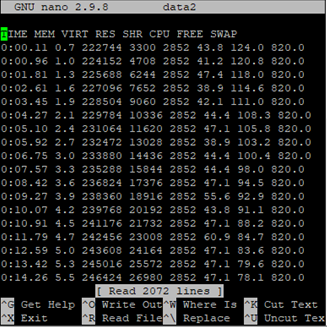 GNU nano 2.9.8 data2
TIME MEM VIRT RES SHR CPU FREE SWAP
0:00.11 0.7 222744 3300 2852 43.8 124.0 820.0
0:00.96 1.0 224152 4708 2852 41.2 120.8 820.0
0:01.81 1.3 225688 6244 2852 47.4 118.0 820.0
0:02.61 1.6 227096 7652 2852 38.9 114.6 820.0
0:03.45 1.9 228504 9060 2852 42.1 111.0 820.0
0:04.27 2.1 229784 10336 2852 44.4 108.3 820.0
0:05.10 2.4 231064 11620 2852 47.1 105.8 820.0
0:05.92 2.7 232472 13028 2852 38.9 103.2 820.0
0:06.75 3.0 233880 14436 2852 44.4 100.4 820.0
0:07.57 3.3 235288 15844 2852 44.4 98.0 820.0
0:08.42 3.6 236824 17376 2852 47.1 94.5 820.0
0:09.27 3.9 238360 18916 2852 55.6 92.9 820.0
0:10.07 4.2 239768 20192 2852 43.8 91.1 820.0
0:10.91 4.5 241176 21732 2852 47.1 88.2 820.0
0:11.79 4.7 242456 23008 2852 60.9 84.7 820.0
0:12.59 5.0 243608 24164 2852 47.1 83.6 820.0
0:13.42 5.3 245016 25572 2852 47.1 79.6 820.0
0:14.26 5.5 246424 26980 2852 47.1 78.1 820.0
[ Read 2072 lines ]
^G Get Help ^O Write Out ^W Where Is ^K Cut Text
^X Exit ^R Read File ^\ Replace ^U Uncut Tex